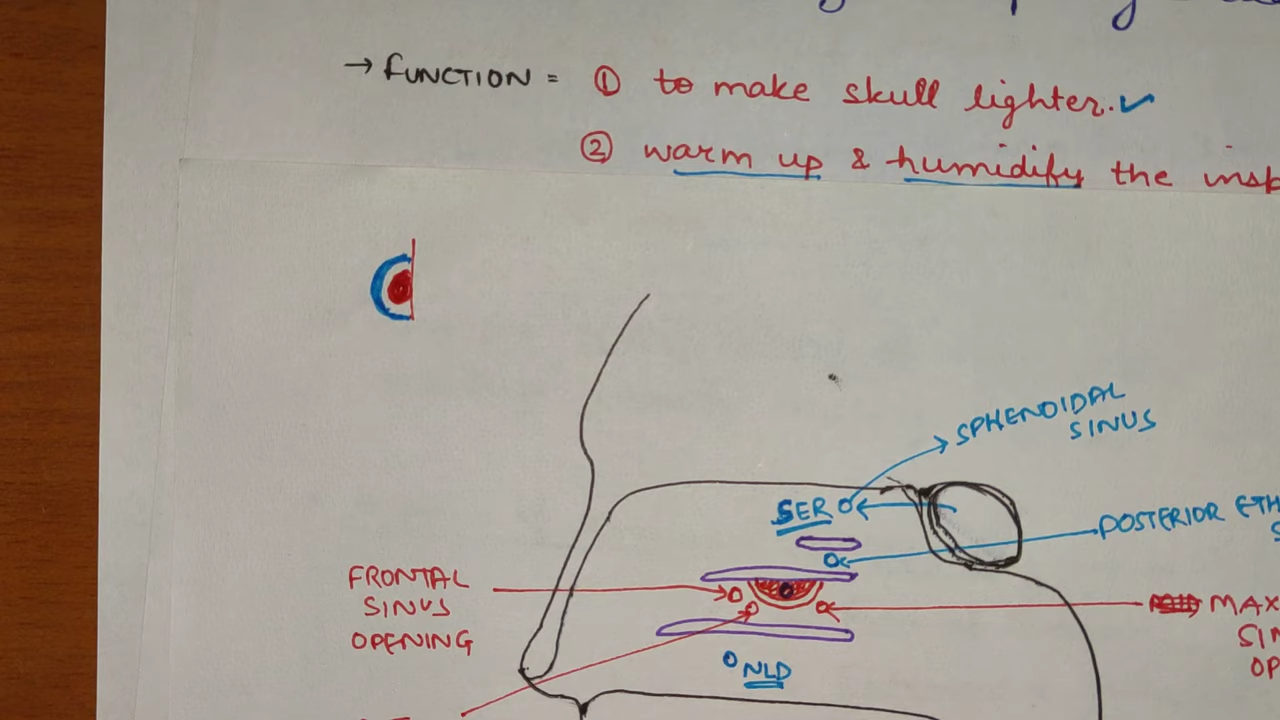 → FUNCTION = ① to make skull lighter.
② warm up & humidify the
SPHENOIDAL
SINUS
SER
POSTERIOR
FRONTAL
SINUS
OPENING
NLD